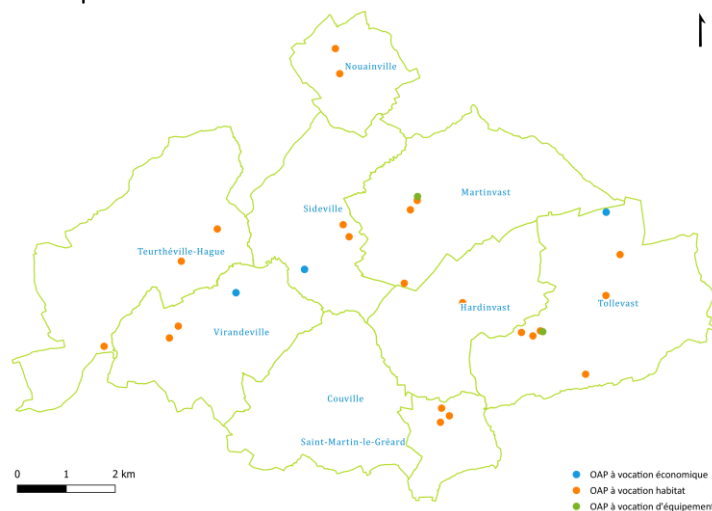 Nouainville
Martinvast
Sideville
Teurthéville-Hague
Tollevast
Hardinvast
Virandeville
Couville
Saint-Martin-le-Gréard
0 1 2 km
OAP à vocation économique
OAP à vocation habitat
OAP à vocation d'équipement